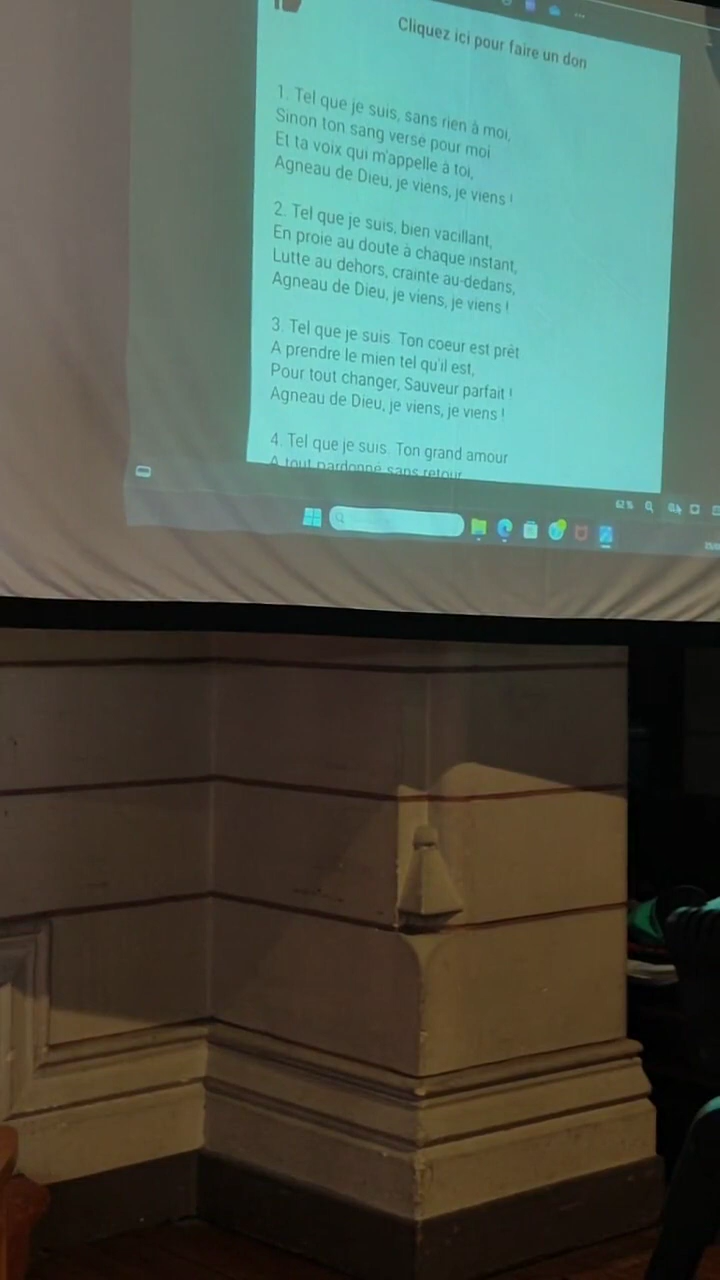 Cliquez ici pour faire un don
1. Tel que je suis, sans rien à moi,
Sinon ton sang versé pour moi
Et ta voix qui m'appelle à toi,
Agneau de Dieu, je viens, je viens !
2. Tel que je suis, bien vacillant,
En proie au doute à chaque instant,
Lutte au dehors, crainte au-dedans,
Agneau de Dieu, je viens, je viens !
3. Tel que je suis. Ton coeur est prêt
A prendre le mien tel qu'il est,
Pour tout changer, Sauveur parfait !
Agneau de Dieu, je viens, je viens !
4. Tel que je suis. Ton grand amour
A tout pardonné sans retour
62 %